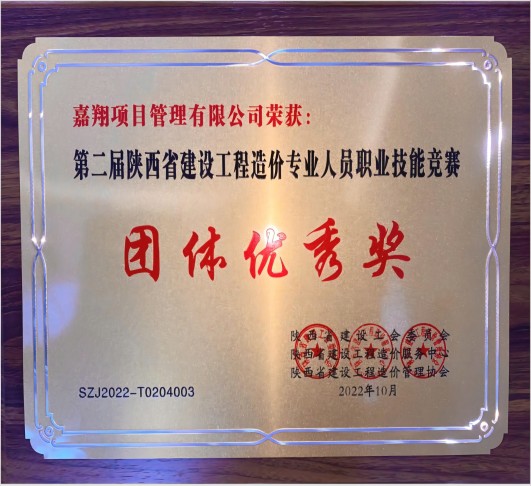 嘉翔项目管理有限公司荣获：
第二届陕西省建设工程造价专业人员职业技能竞赛
团体优秀奖
陕西省建设工会委员会
陕西省建设工程造价服务中心
陕西省建设工程造价管理协会
SZJ2022-T0204003
2022年10月